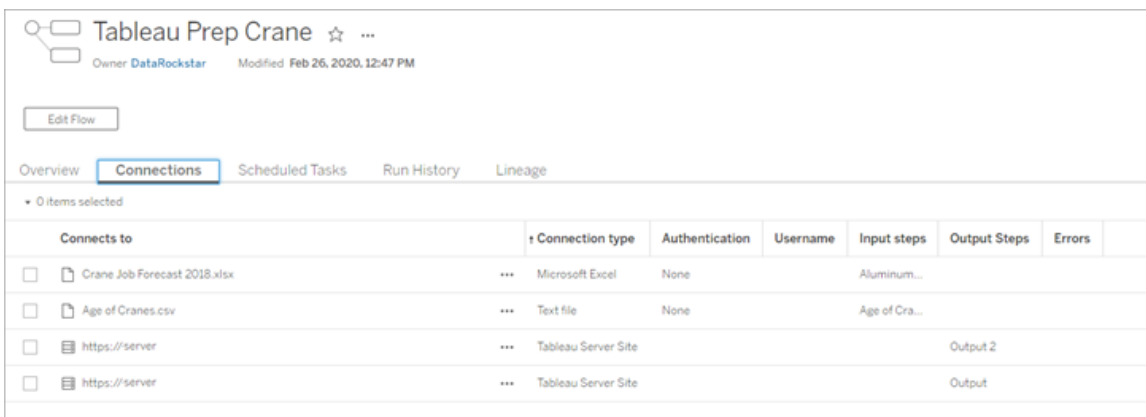 Tableau Prep Crane ☆ ...
Owner DataRockstar Modified Feb 26, 2020, 12:47 PM
Edit Flow
Overview Connections Scheduled Tasks Run History Lineage
▾ 0 items selected
Connects to ↑ Connection type Authentication Username Input steps Output Steps Errors
Crane Job Forecast 2018.xlsx ... Microsoft Excel None Aluminum...
Age of Cranes.csv ... Text file None Age of Cra...
https://server ... Tableau Server Site Output 2
https://server ... Tableau Server Site Output